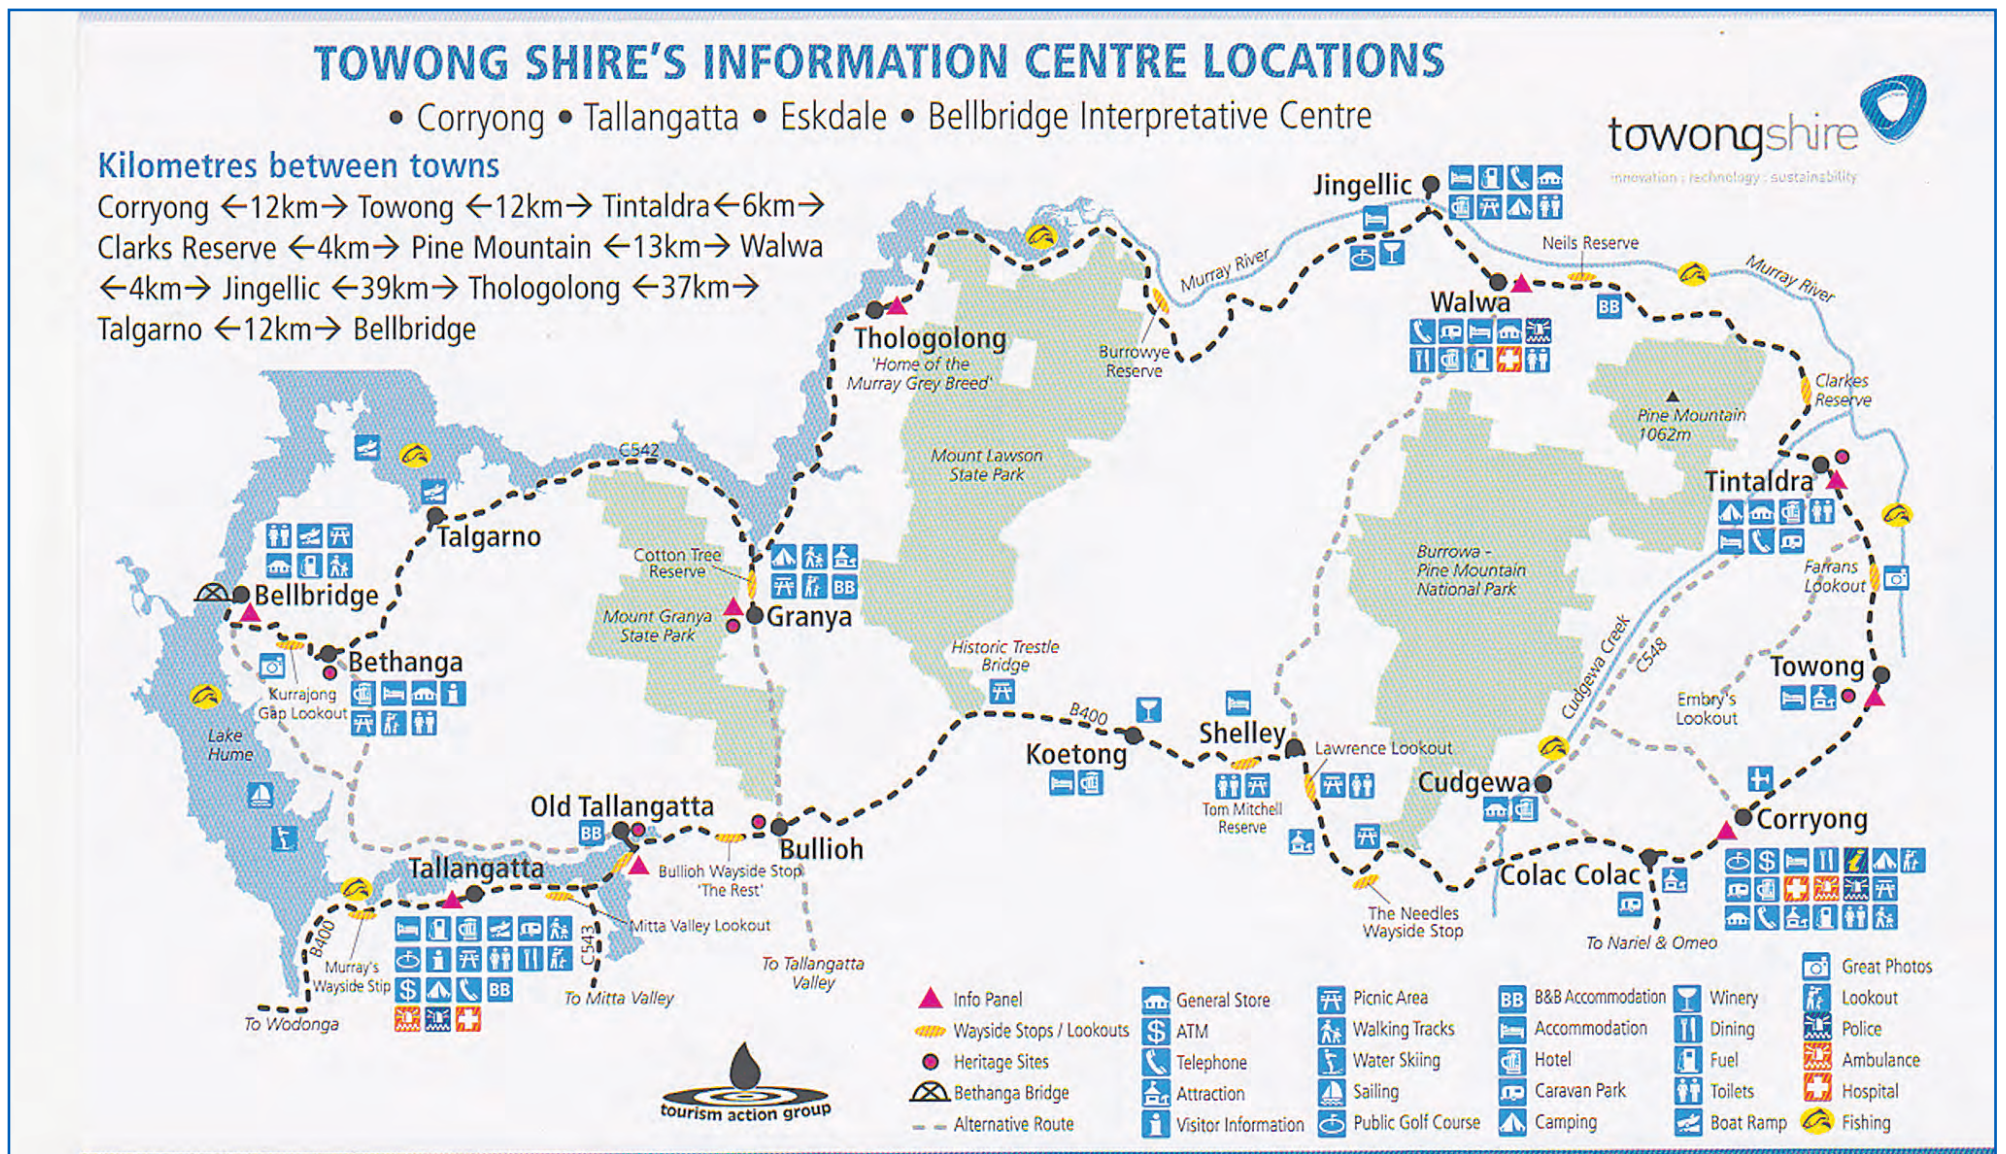 TOWONG SHIRE'S INFORMATION CENTRE LOCATIONS
• Corryong • Tallangatta • Eskdale • Bellbridge Interpretative Centre
towongshire
innovation : technology : sustainability
Kilometres between towns
Corryong ←12km→ Towong ←12km→ Tintaldra←6km→
Clarks Reserve ←4km→ Pine Mountain ←13km→ Walwa
←4km→ Jingellic ←39km→ Thologolong ←37km→
Talgarno ←12km→ Bellbridge
Jingellic
Murray River
Neils Reserve
Murray River
Walwa
BB
Thologolong
'Home of the
Murray Grey Breed'
Burrowye
Reserve
Clarkes
Reserve
Pine Mountain
1062m
C542
Mount Lawson
State Park
Tintaldra
Talgarno
Cotton Tree
Reserve
BB
Burrowa -
Pine Mountain
National Park
Farrans
Lookout
Bellbridge
Mount Granya
State Park
Granya
Cudgewa Creek
C548
Bethanga
Historic Trestle
Bridge
Towong
Kurrajong
Gap Lookout
Embry's
Lookout
Lake
Hume
B400
Koetong
Shelley
Lawrence Lookout
Tom Mitchell
Reserve
Cudgewa
Corryong
Old Tallangatta
BB
Bullioh
Bullioh Wayside Stop
'The Rest'
Tallangatta
Colac Colac
$
The Needles
Wayside Stop
Mitta Valley Lookout
B400
C543
Murray's
Wayside Stip
$
BB
To Nariel & Omeo
To Tallangatta
Valley
To Mitta Valley
To Wodonga
tourism action group
Info Panel
Wayside Stops / Lookouts
Heritage Sites
Bethanga Bridge
Alternative Route
General Store
$ ATM
Telephone
Attraction
Visitor Information
Picnic Area
Walking Tracks
Water Skiing
Sailing
Public Golf Course
BB B&B Accommodation
Accommodation
Hotel
Caravan Park
Camping
Winery
Dining
Fuel
Toilets
Boat Ramp
Great Photos
Lookout
Police
Ambulance
Hospital
Fishing